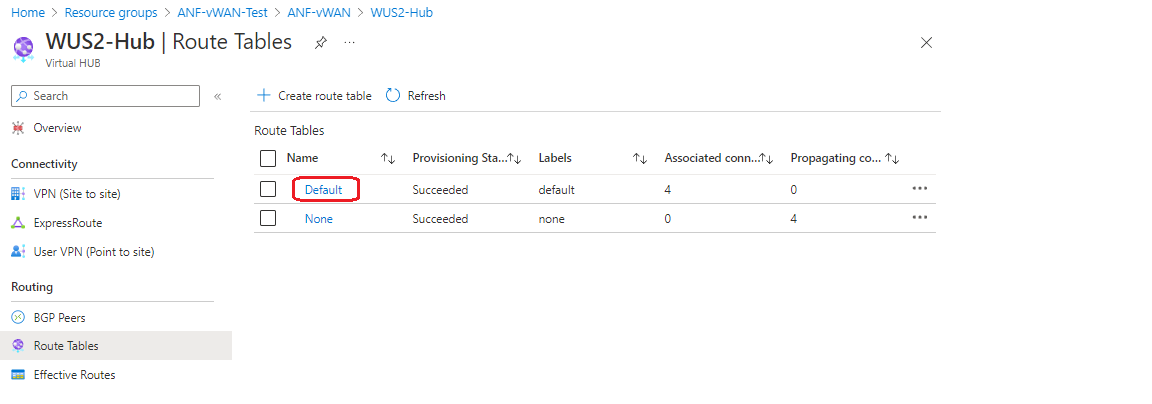 Home > Resource groups > ANF-vWAN-Test > ANF-vWAN > WUS2-Hub
WUS2-Hub | Route Tables
Virtual HUB
Search
Overview
Connectivity
VPN (Site to site)
ExpressRoute
User VPN (Point to site)
Routing
BGP Peers
Route Tables
Effective Routes
Create route table Refresh
Route Tables
Name Provisioning Sta... Labels Associated conn... Propagating co...
Default Succeeded default 4 0
None Succeeded none 0 4